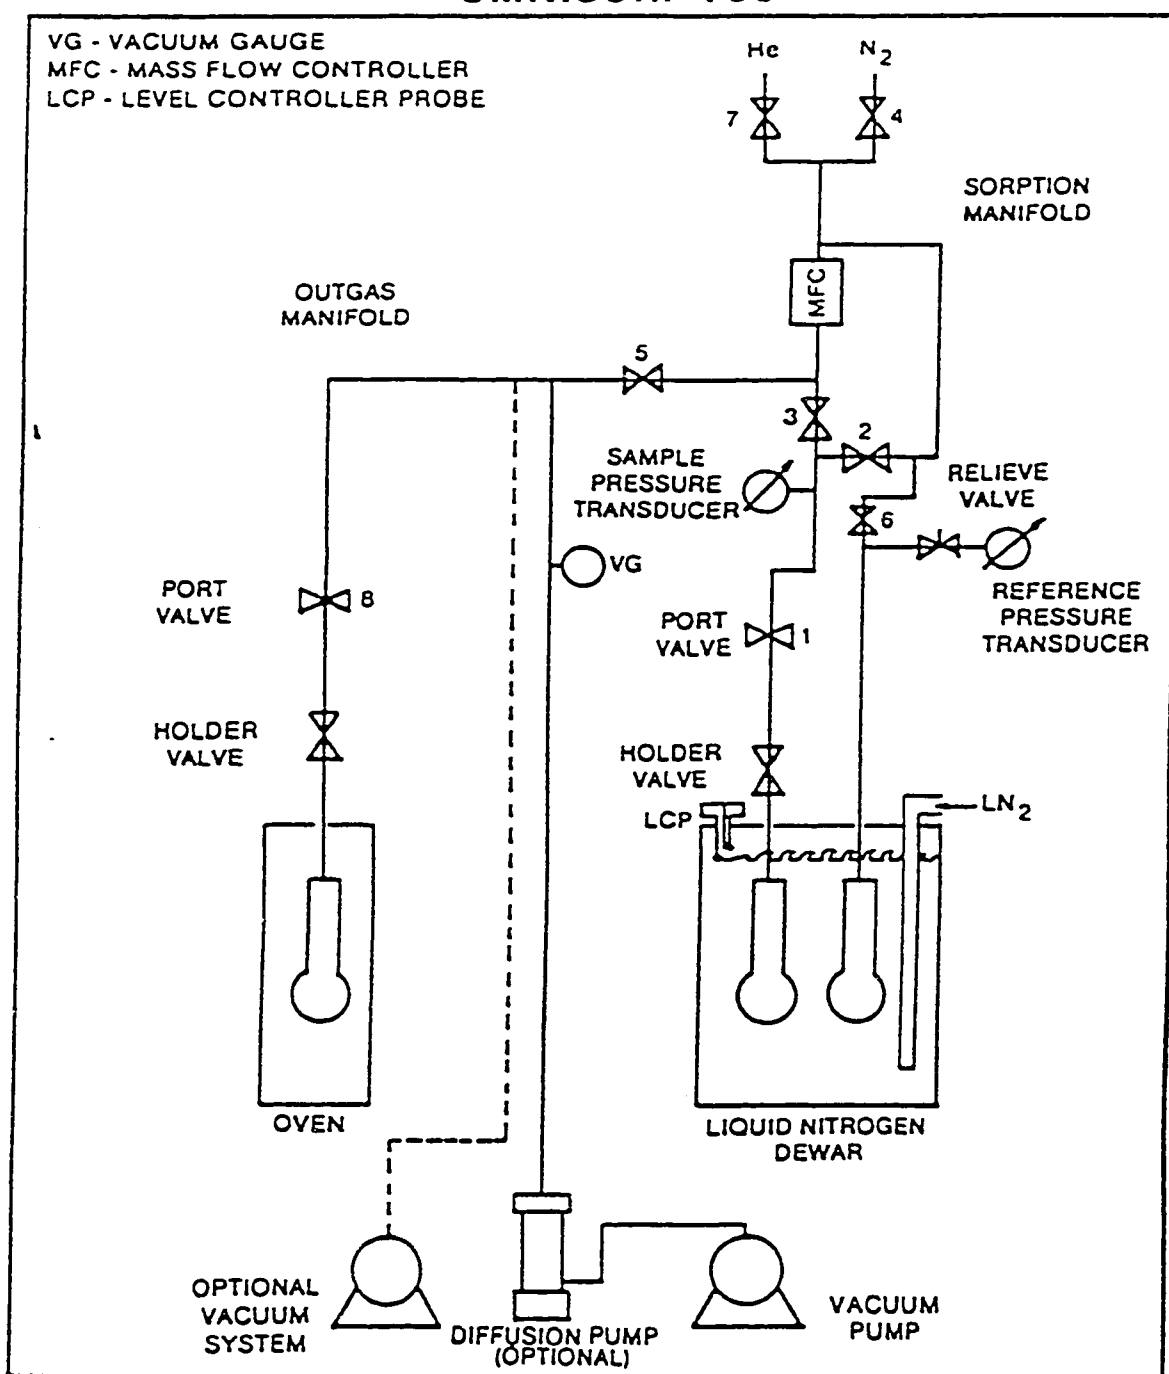 VG - VACUUM GAUGE
MFC - MASS FLOW CONTROLLER
LCP - LEVEL CONTROLLER PROBE
He
N2
7
4
SORPTION
MANIFOLD
MFC
OUTGAS
MANIFOLD
5
3
2
SAMPLE
PRESSURE
TRANSDUCER
RELIEVE
VALVE
6
VG
PORT
VALVE
8
REFERENCE
PRESSURE
TRANSDUCER
PORT
VALVE
1
HOLDER
VALVE
HOLDER
VALVE
LCP
LN2
OVEN
LIQUID NITROGEN
DEWAR
OPTIONAL
VACUUM
SYSTEM
DIFFUSION PUMP
(OPTIONAL)
VACUUM
PUMP